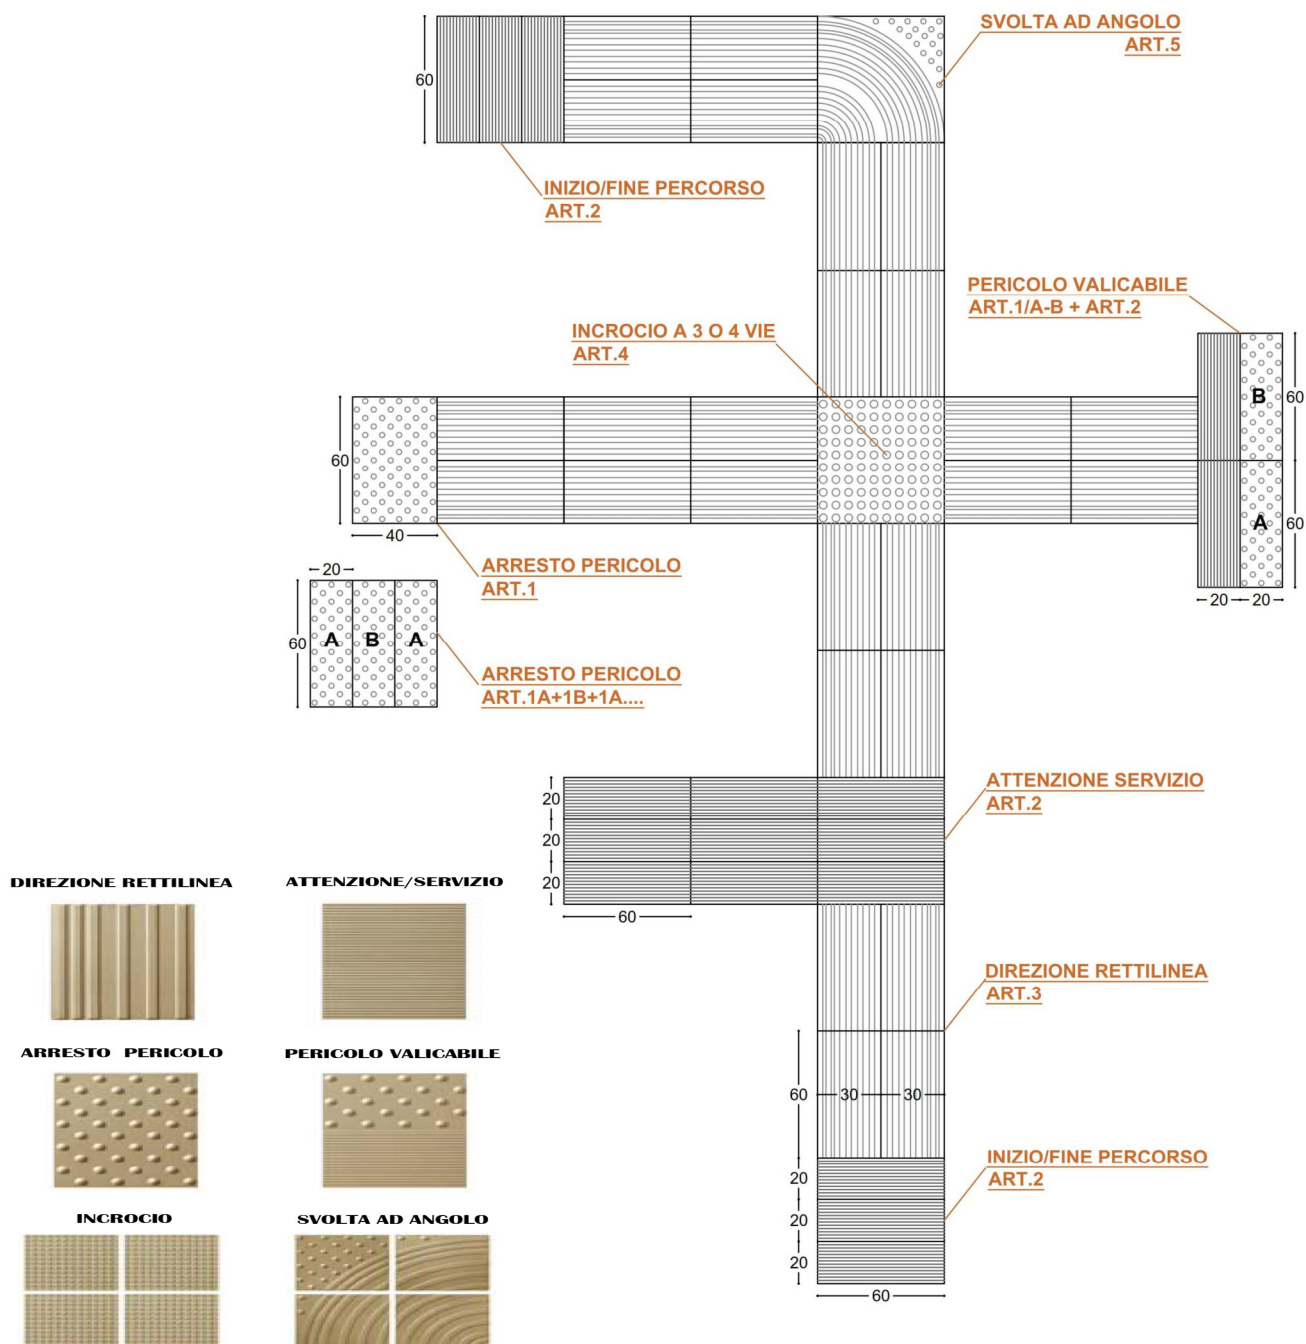 60
SVOLTA AD ANGOLO
ART.5
INIZIO/FINE PERCORSO
ART.2
PERICOLO VALICABILE
ART.1/A-B + ART.2
INCROCIO A 3 O 4 VIE
ART.4
B
60
60
A
60
40
20 20
ARRESTO PERICOLO
ART.1
20
60
A B A
ARRESTO PERICOLO
ART.1A+1B+1A....
20
20
20
60
ATTENZIONE SERVIZIO
ART.2
DIREZIONE RETTILINEA
ART.3
60
30 30
INIZIO/FINE PERCORSO
ART.2
20
20
20
60
DIREZIONE RETTILINEA
ATTENZIONE/SERVIZIO
ARRESTO PERICOLO
PERICOLO VALICABILE
INCROCIO
SVOLTA AD ANGOLO